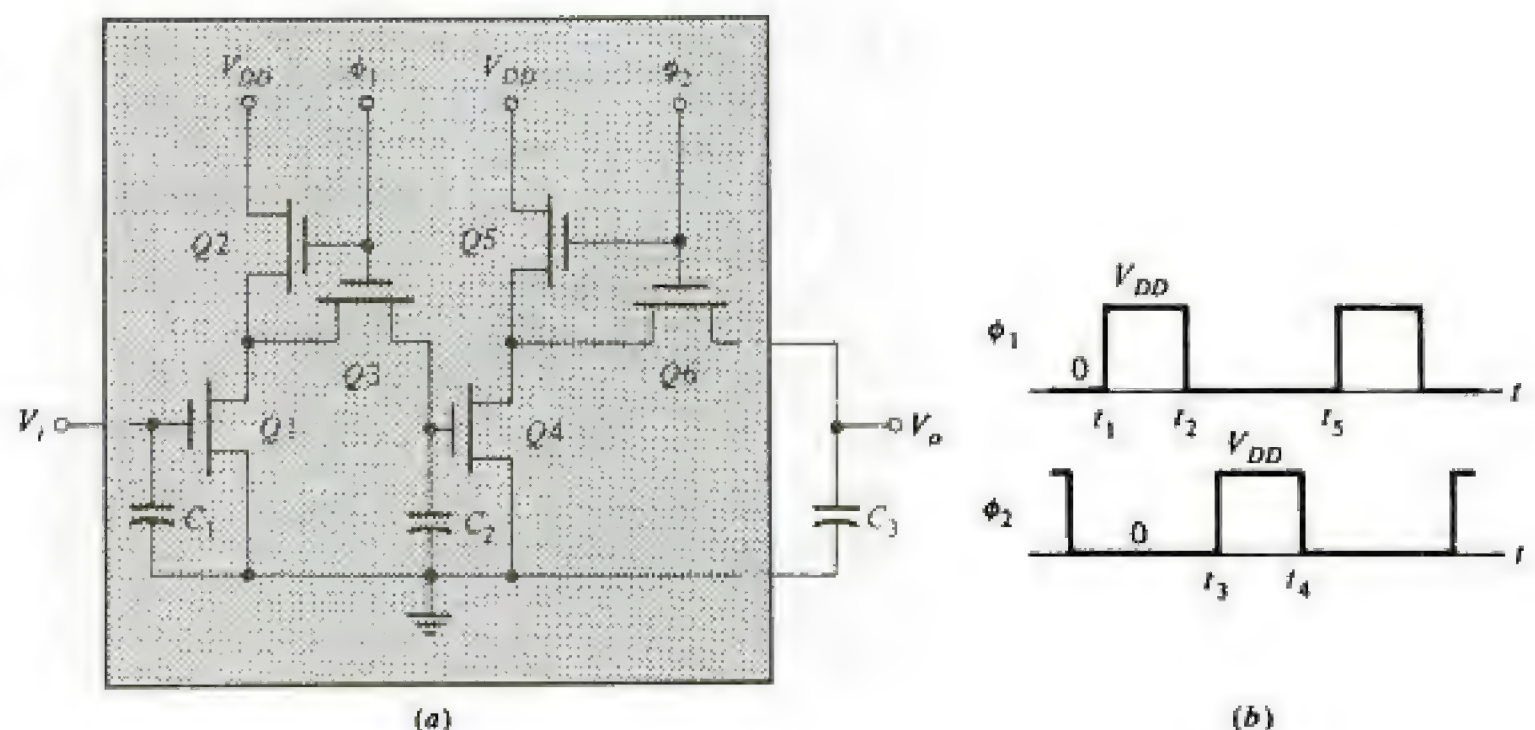 V_DD ϕ_1 V_DD ϕ_2
Q2 Q5
Q3 Q6
V_i Q1 Q4 V_o
C_1 C_2 C_3
(a)
V_DD
ϕ_1 0 t
t_1 t_2 t_5
V_DD
ϕ_2 0 t
t_3 t_4
(b)